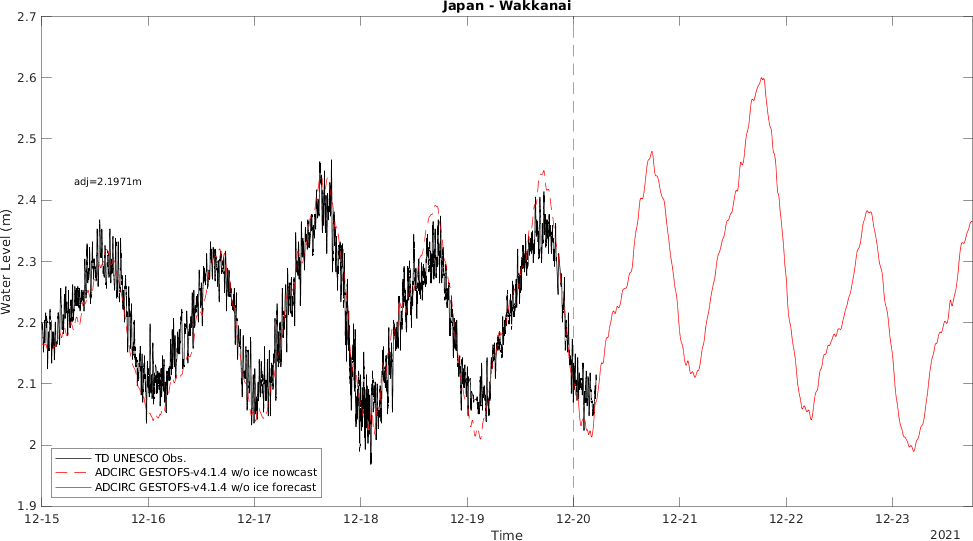 Japan - Wakkanai
2.7
2.6
2.5
2.4
2.3
2.2
2.1
2
1.9
Water Level (m)
adj=2.1971m
TD UNESCO Obs.
ADCIRC GESTOFS-v4.1.4 w/o ice nowcast
ADCIRC GESTOFS-v4.1.4 w/o ice forecast
12-15 12-16 12-17 12-18 12-19 12-20 12-21 12-22 12-23
Time
2021